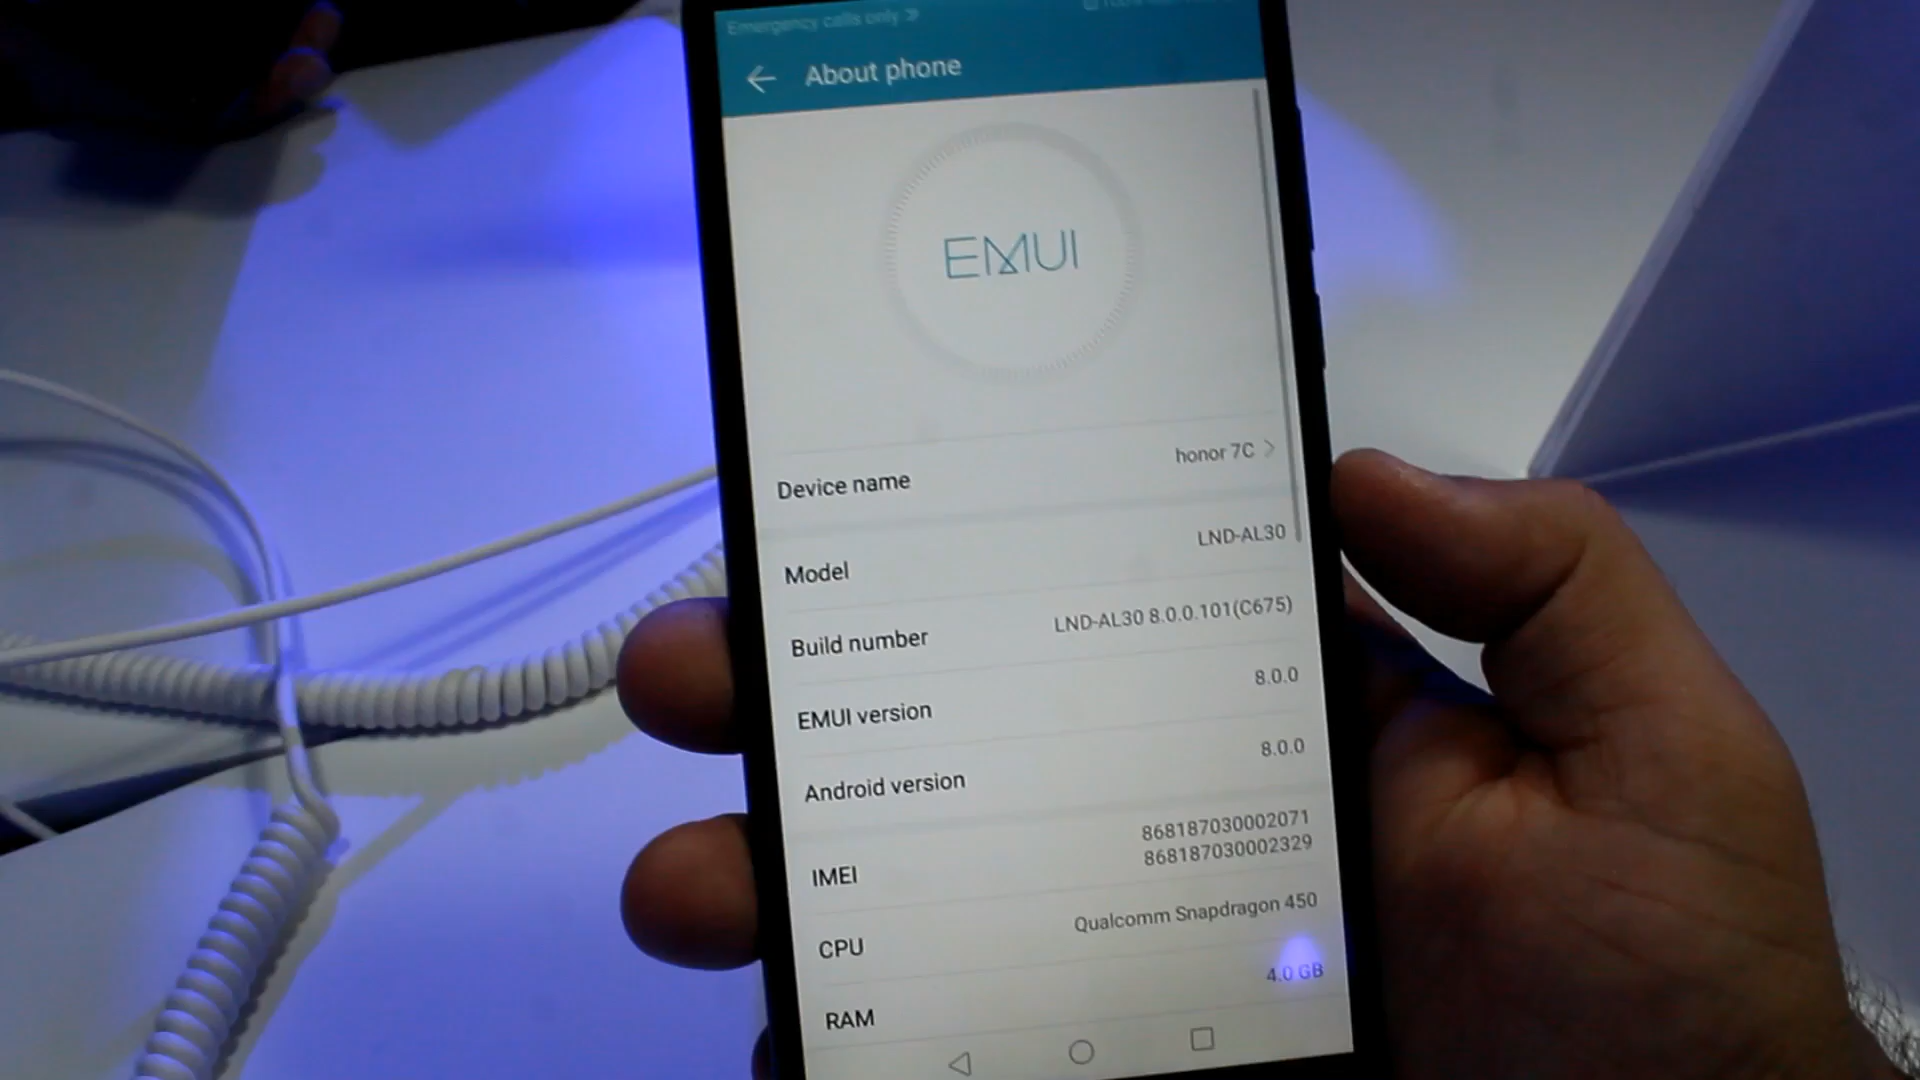 Emergency calls only
About phone
EMUI
Device name honor 7C
Model LND-AL30
Build number LND-AL30 8.0.0.101(C675)
EMUI version 8.0.0
Android version 8.0.0
IMEI 868187030002071
868187030002329
CPU Qualcomm Snapdragon 450
RAM 4.0 GB